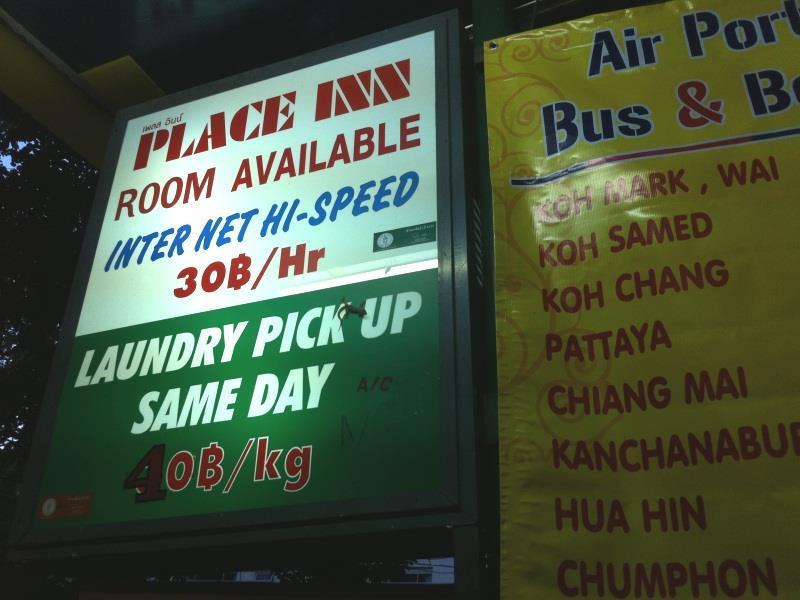 เพลส อินน์
PLACE INN
ROOM AVAILABLE
INTER NET HI-SPEED
30฿/Hr
LAUNDRY PICK UP
SAME DAY
A/C
40฿/kg
Air Port
Bus & Bo
KOH MARK , WAI
KOH SAMED
KOH CHANG
PATTAYA
CHIANG MAI
KANCHANABU
HUA HIN
CHUMPHON